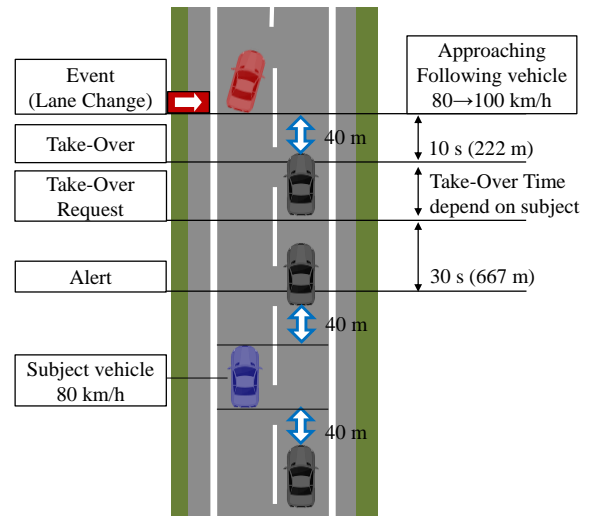 Event
(Lane Change)
Approaching
Following vehicle
80→100 km/h
40 m
Take-Over
10 s (222 m)
Take-Over
Request
Take-Over Time
depend on subject
Alert
30 s (667 m)
40 m
Subject vehicle
80 km/h
40 m